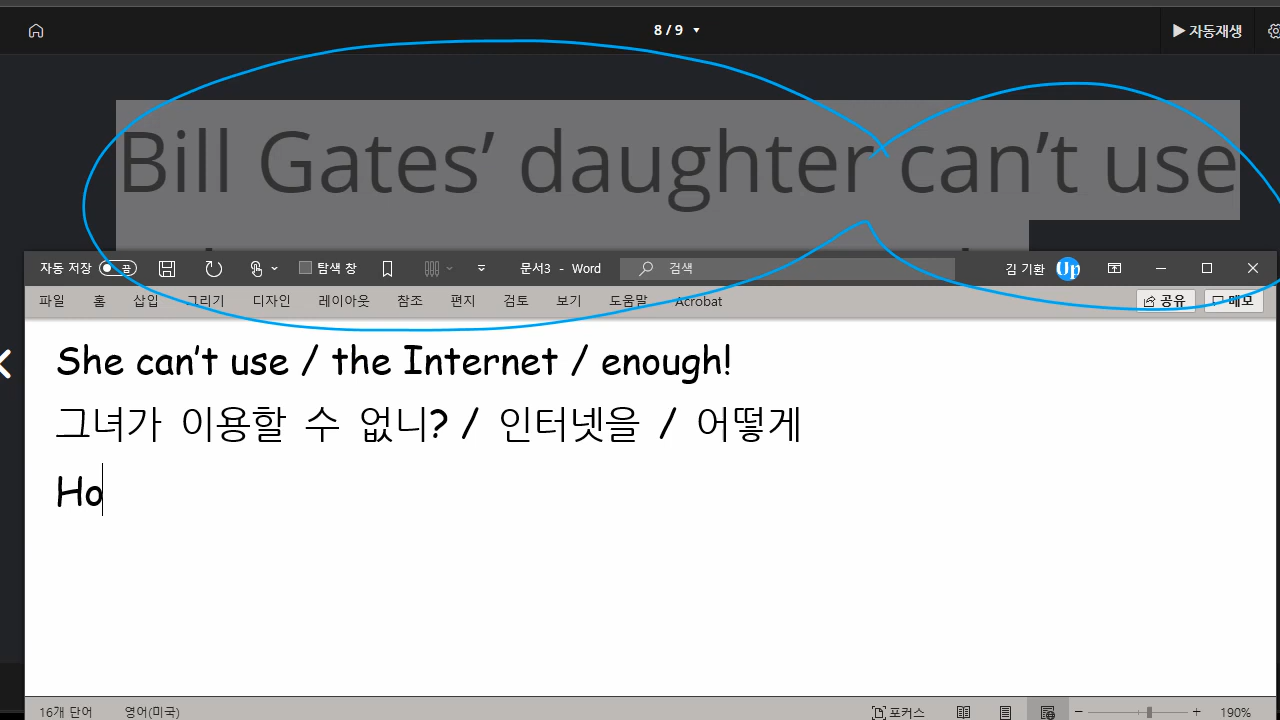 8 / 9
자동재생
Bill Gates’ daughter can’t use
자동 저장
끔
탐색 창
문서3 - Word
검색
김 기환
Up
파일 홈 삽입 그리기 디자인 레이아웃 참조 편지 검토 보기 도움말 Acrobat
공유
메모
She can’t use / the Internet / enough!
그녀가 이용할 수 없니? / 인터넷을 / 어떻게
Ho
16개 단어
영어(미국)
포커스
190%